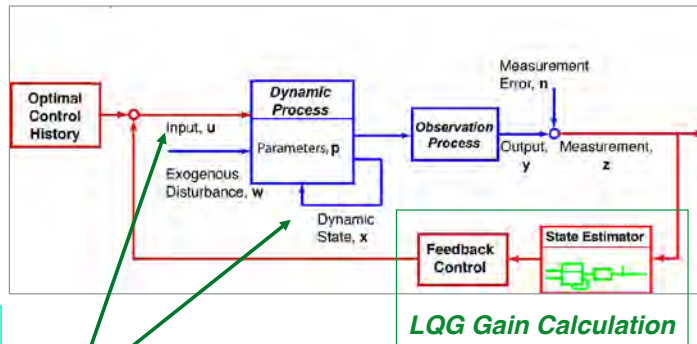 Optimal
Control
History
Input, u
Exogenous
Disturbance, w
Dynamic
Process
Parameters, p
Dynamic
State, x
Observation
Process
Measurement
Error, n
Output,
y
Measurement,
z
Feedback
Control
State Estimator
LQG Gain Calculation